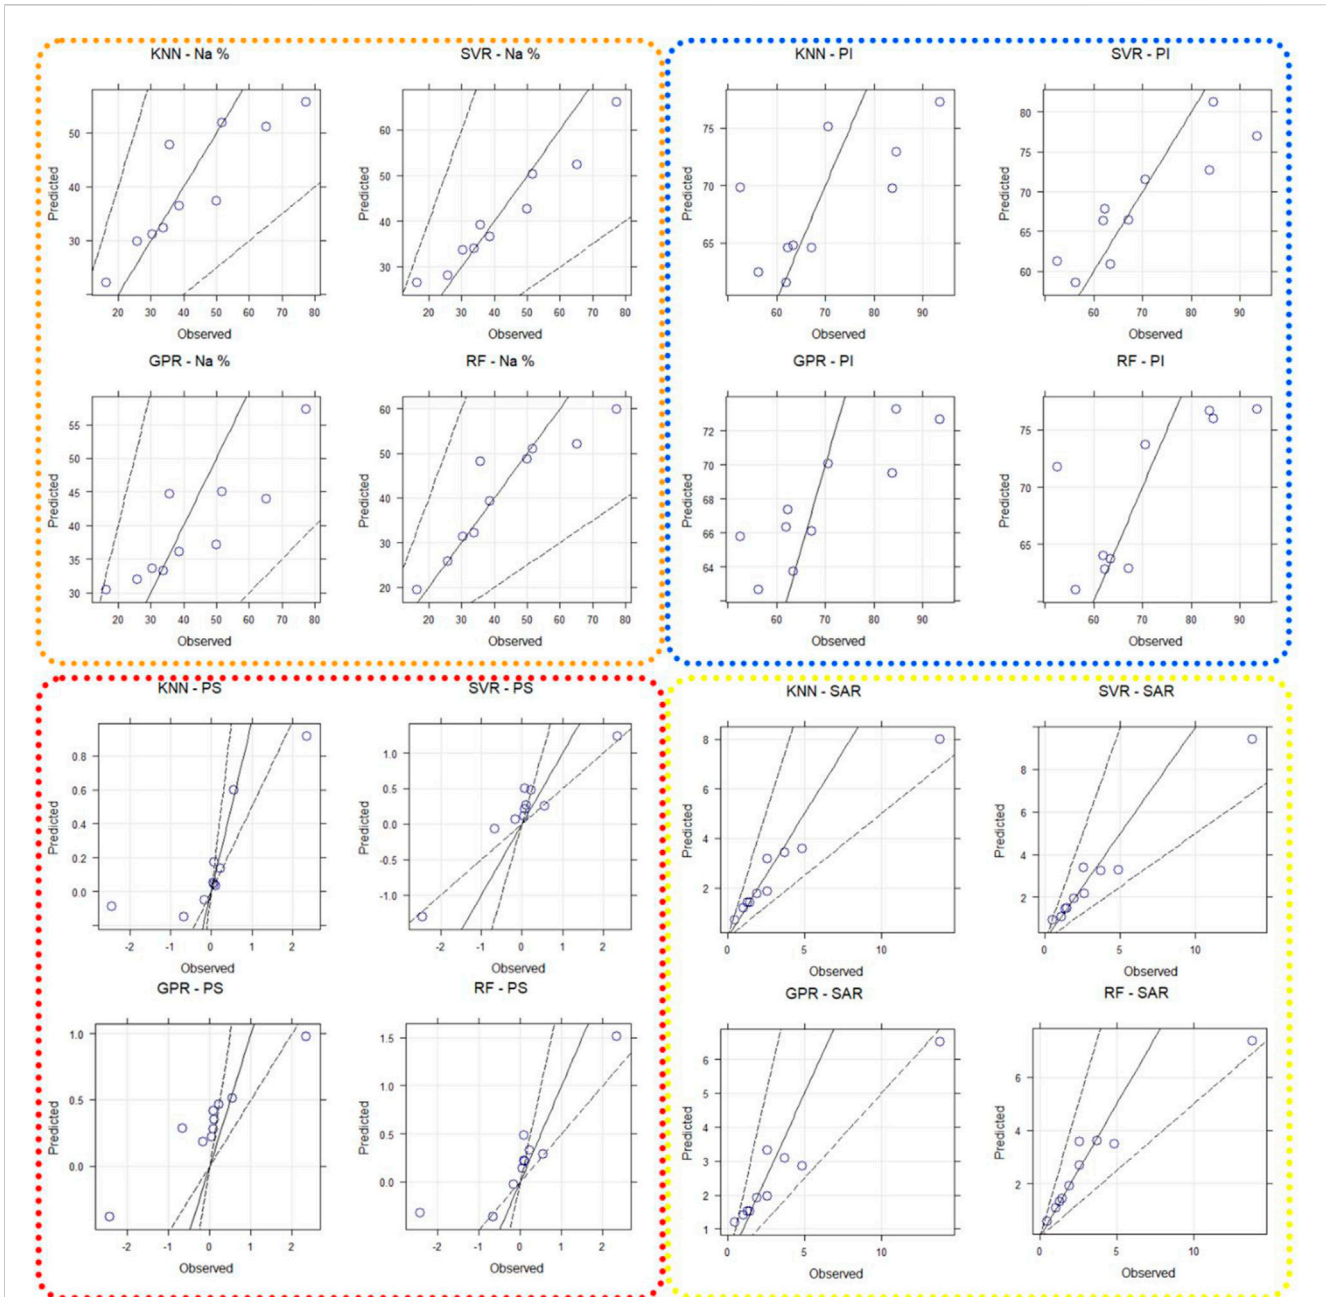 KNN - Na %
SVR - Na %
KNN - PI
SVR - PI
Predicted
50
40
30
20 30 40 50 60 70 80
Observed
Predicted
60
50
40
30
20 30 40 50 60 70 80
Observed
Predicted
75
70
65
60 70 80 90
Observed
Predicted
80
75
70
65
60
60 70 80 90
Observed
GPR - Na %
RF - Na %
GPR - PI
RF - PI
Predicted
55
50
45
40
35
30
20 30 40 50 60 70 80
Observed
Predicted
60
50
40
30
20
20 30 40 50 60 70 80
Observed
Predicted
72
70
68
66
64
60 70 80 90
Observed
Predicted
75
70
65
60 70 80 90
Observed
KNN - PS
SVR - PS
KNN - SAR
SVR - SAR
Predicted
0.8
0.6
0.4
0.2
0.0
-2 -1 0 1 2
Observed
Predicted
1.0
0.5
0.0
-0.5
-1.0
-2 -1 0 1 2
Observed
Predicted
8
6
4
2
0 5 10
Observed
Predicted
8
6
4
2
0 5 10
Observed
GPR - PS
RF - PS
GPR - SAR
RF - SAR
Predicted
1.0
0.5
0.0
-2 -1 0 1 2
Observed
Predicted
1.5
1.0
0.5
0.0
-2 -1 0 1 2
Observed
Predicted
6
5
4
3
2
1
0 5 10
Observed
Predicted
6
4
2
0 5 10
Observed